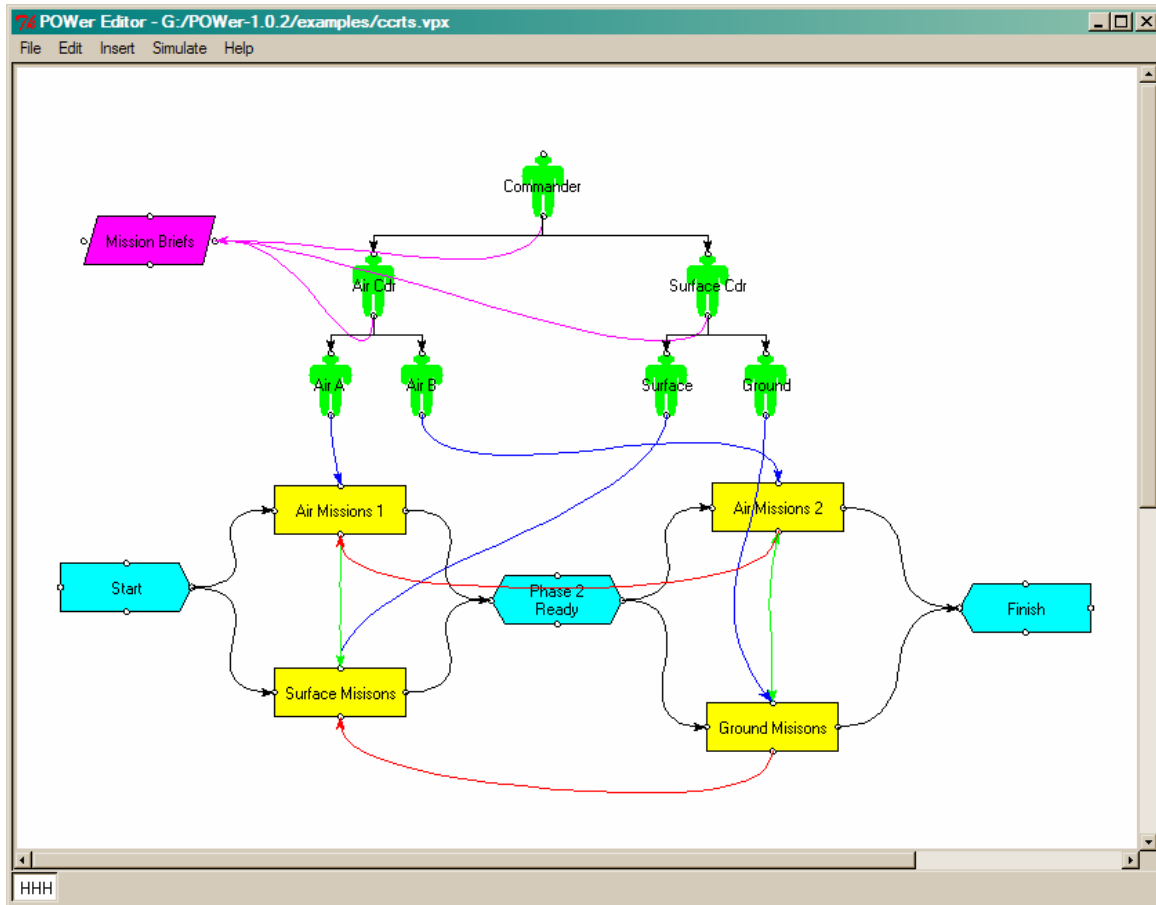 POWer Editor - G:/POWer-1.0.2/examples/ccrts.vpx
File Edit Insert Simulate Help
Commander
Mission Briefs
Air Cdr
Surface Cdr
Air A
Air B
Surface
Ground
Air Missions 1
Air Missions 2
Start
Phase 2
Ready
Finish
Surface Misisons
Ground Misisons
HHH